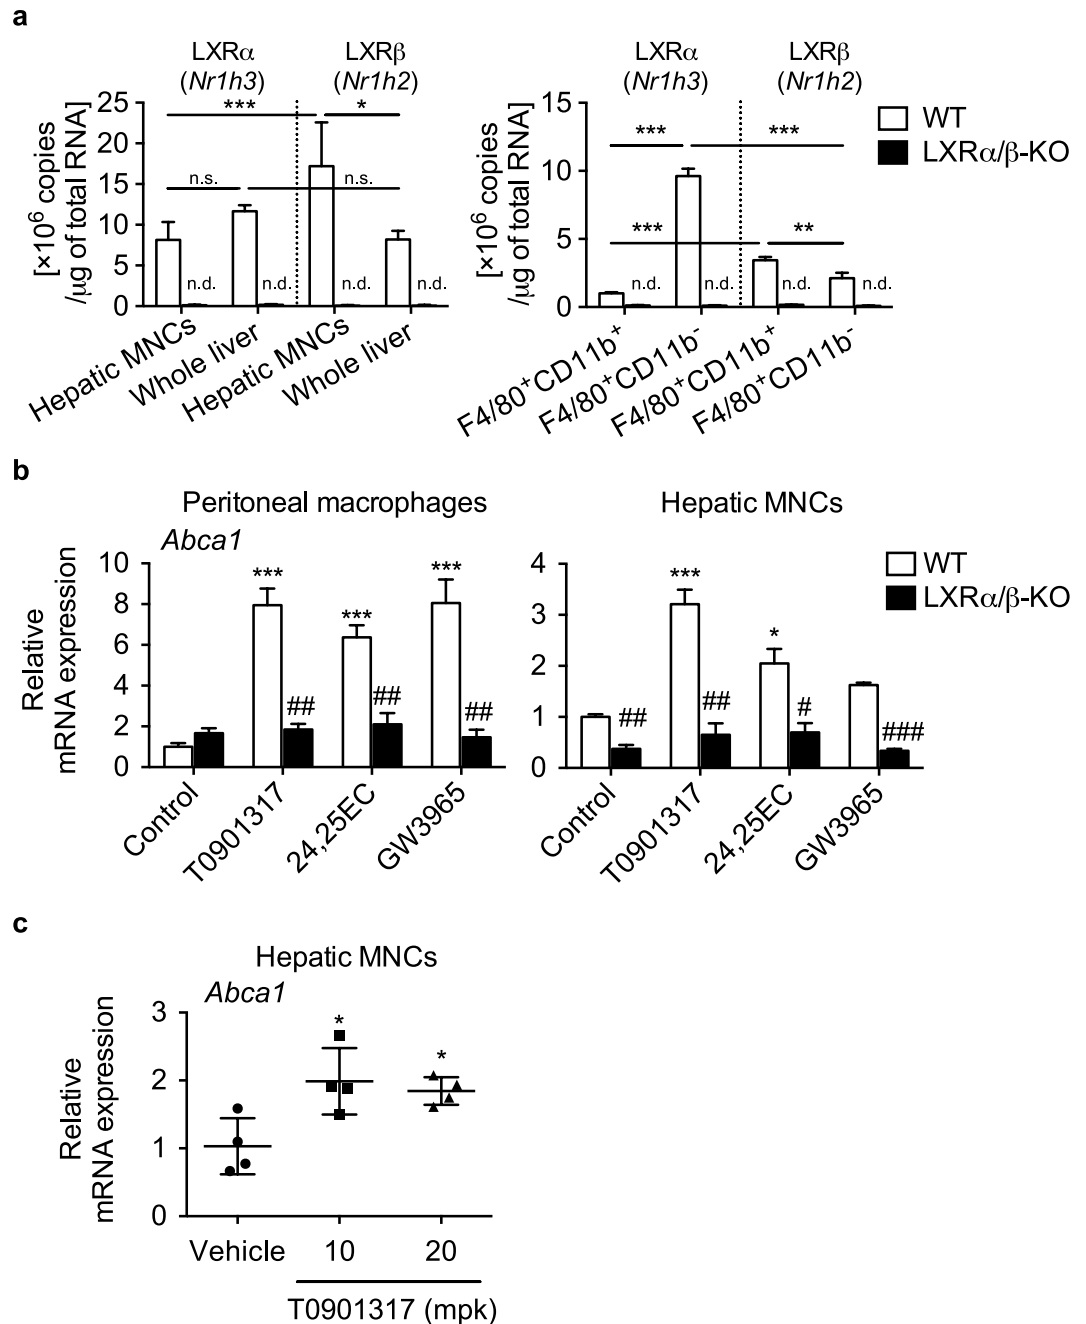 a
LXRα
(Nr1h3)
LXRβ
(Nr1h2)
[×10⁶ copies
/μg of total RNA]
25
20
15
10
5
0
***
*
n.s.
n.s.
n.d.
n.d.
n.d.
n.d.
Hepatic MNCs
Whole liver
Hepatic MNCs
Whole liver
LXRα
(Nr1h3)
LXRβ
(Nr1h2)
[×10⁶ copies
/μg of total RNA]
15
10
5
0
***
***
***
**
n.d.
n.d.
n.d.
n.d.
F4/80⁺CD11b⁺
F4/80⁺CD11b⁻
F4/80⁺CD11b⁺
F4/80⁺CD11b⁻
WT
LXRα/β-KO
b
Peritoneal macrophages
Abca1
Relative
mRNA expression
10
8
6
4
2
0
***
***
***
##
##
##
Control
T0901317
24,25EC
GW3965
Hepatic MNCs
4
3
2
1
0
***
*
##
##
#
###
Control
T0901317
24,25EC
GW3965
WT
LXRα/β-KO
c
Hepatic MNCs
Abca1
Relative
mRNA expression
3
2
1
0
*
*
Vehicle
10
20
T0901317 (mpk)